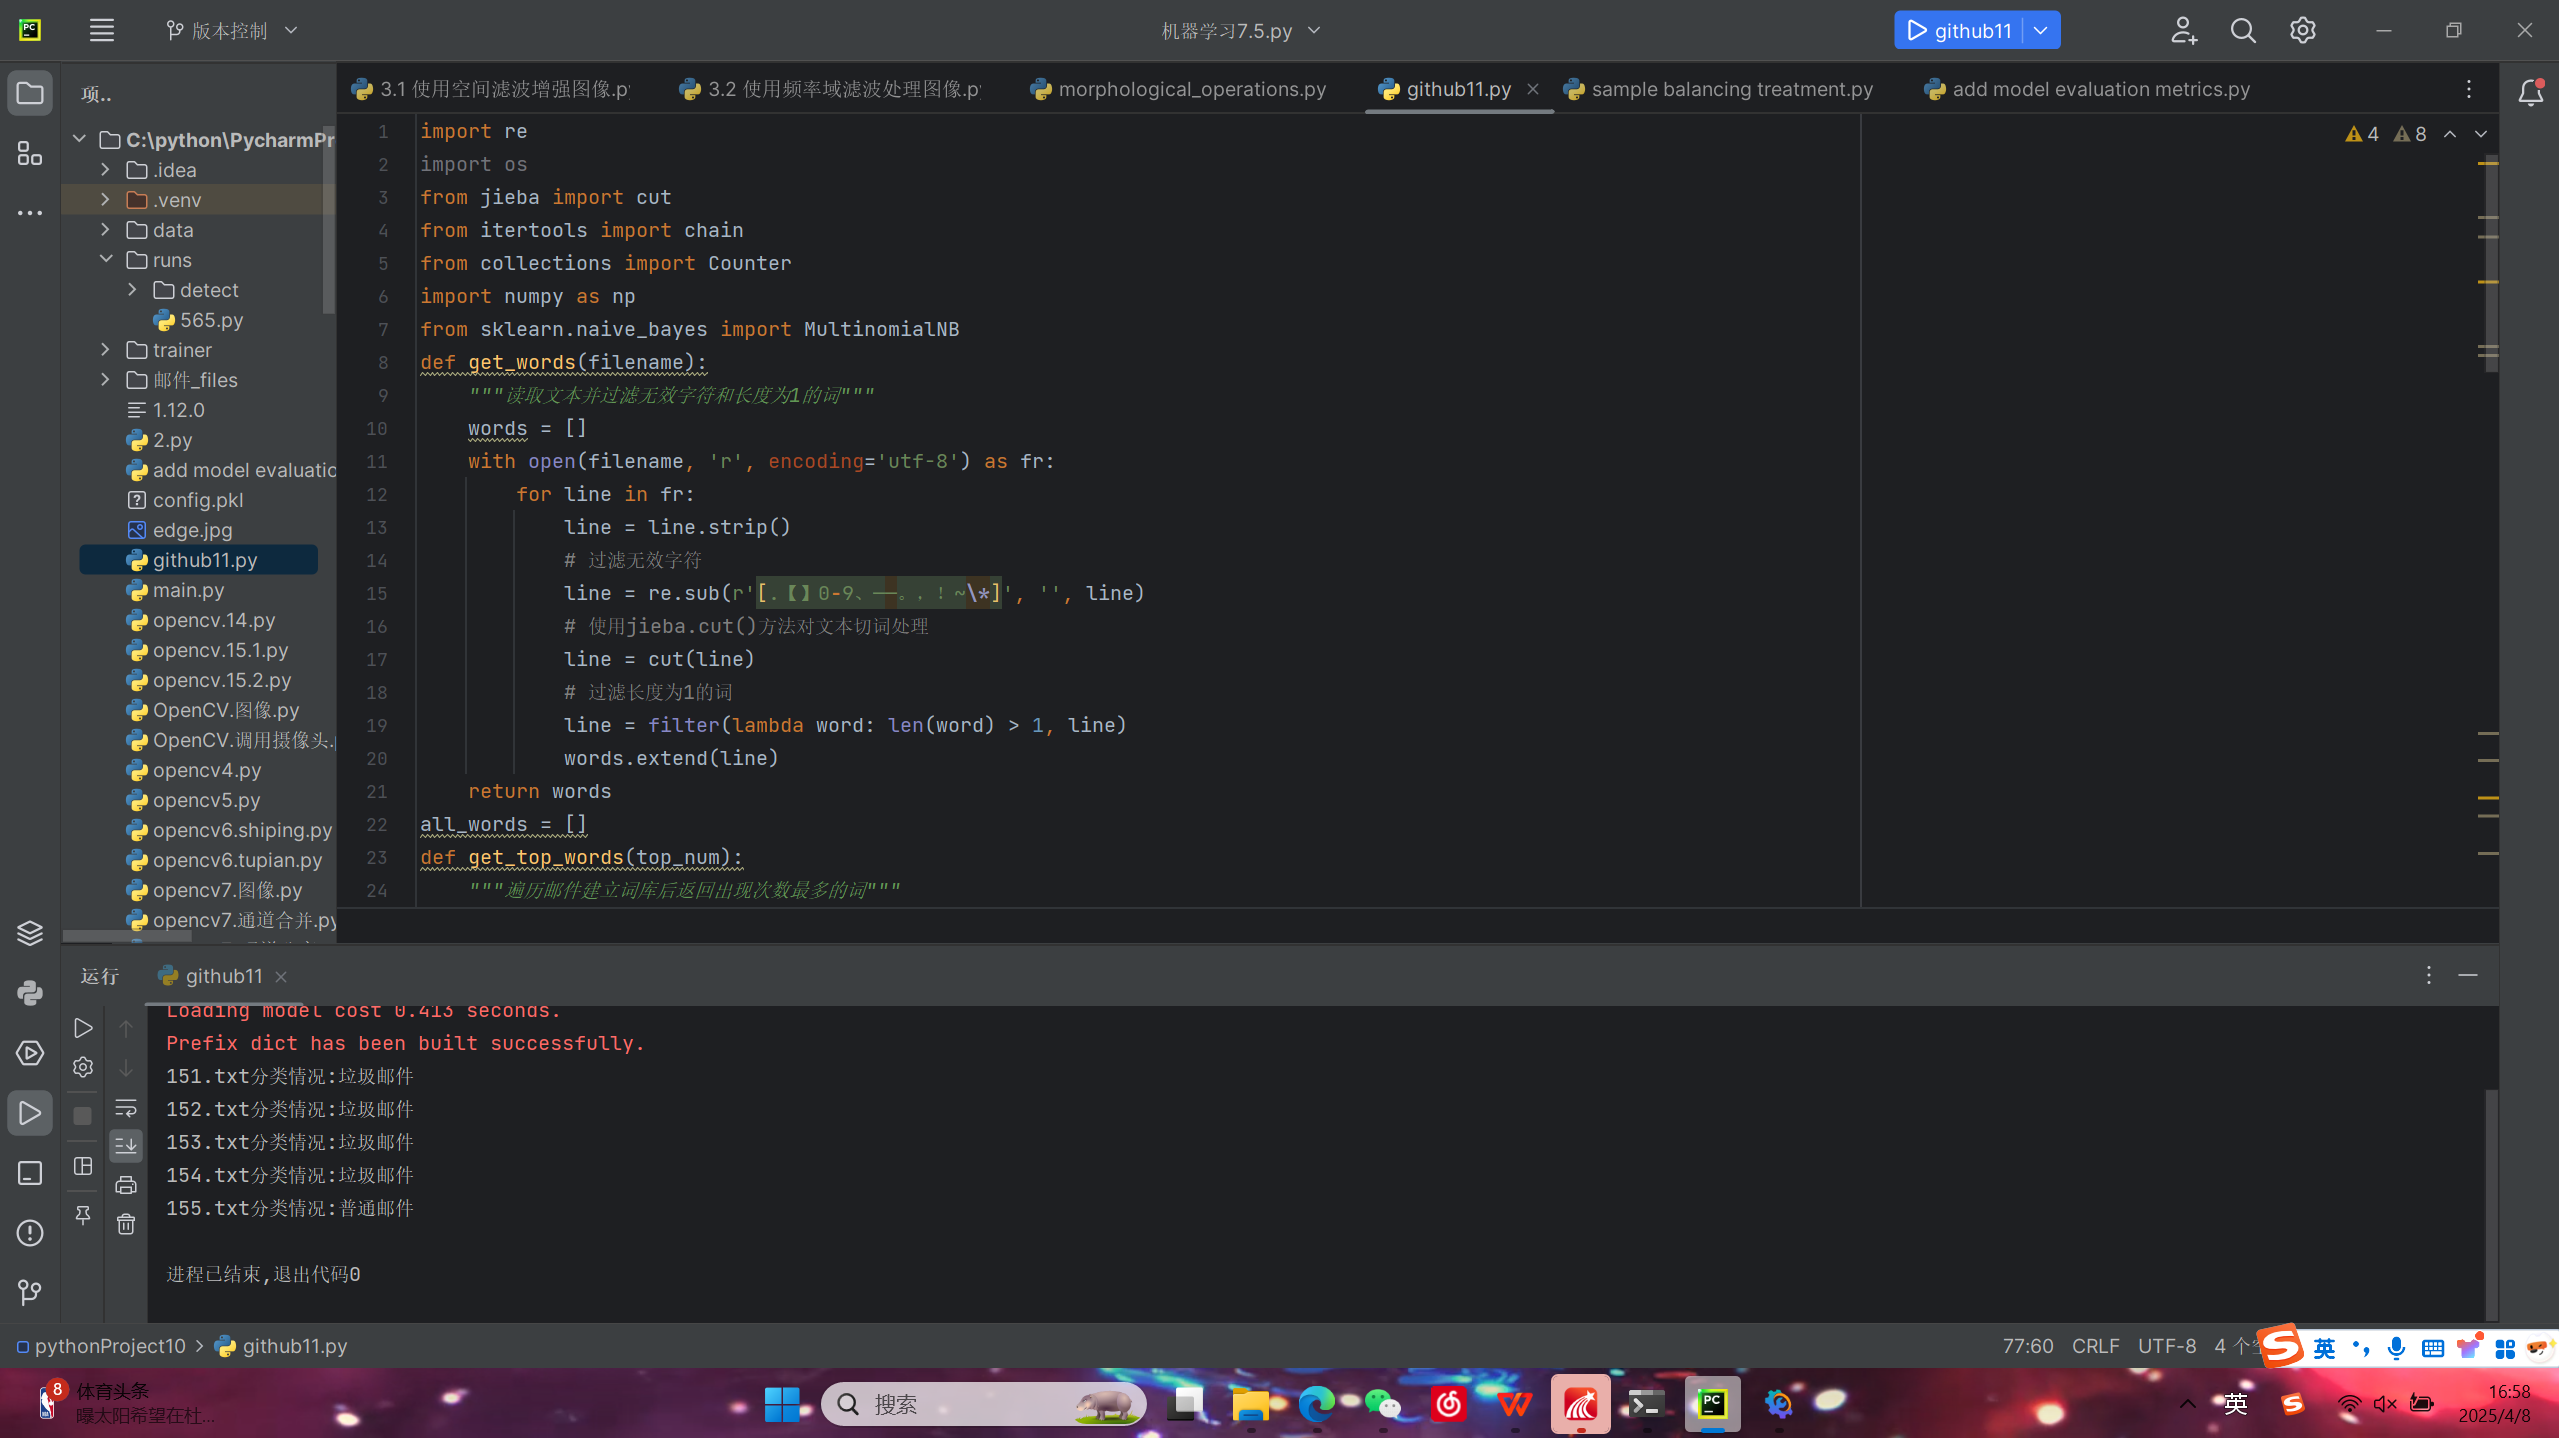 版本控制
机器学习7.5.py
github11
项..
3.1 使用空间滤波增强图像.py
3.2 使用频率域滤波处理图像.py
morphological_operations.py
github11.py
sample balancing treatment.py
add model evaluation metrics.py
4
8
C:\python\PycharmPr
.idea
.venv
data
runs
detect
565.py
trainer
邮件_files
1.12.0
2.py
add model evaluatio
config.pkl
edge.jpg
github11.py
main.py
opencv.14.py
opencv.15.1.py
opencv.15.2.py
OpenCV.图像.py
OpenCV.调用摄像头.
opencv4.py
opencv5.py
opencv6.shiping.py
opencv6.tupian.py
opencv7.图像.py
opencv7.通道合并.py
1 import re
2 import os
3 from jieba import cut
4 from itertools import chain
5 from collections import Counter
6 import numpy as np
7 from sklearn.naive_bayes import MultinomialNB
8 def get_words(filename):
9 """读取文本并过滤无效字符和长度为1的词"""
10 words = []
11 with open(filename, 'r', encoding='utf-8') as fr:
12 for line in fr:
13 line = line.strip()
14 # 过滤无效字符
15 line = re.sub(r'[.【】0-9、——。，！~\*]', '', line)
16 # 使用jieba.cut()方法对文本切词处理
17 line = cut(line)
18 # 过滤长度为1的词
19 line = filter(lambda word: len(word) > 1, line)
20 words.extend(line)
21 return words
22 all_words = []
23 def get_top_words(top_num):
24 """遍历邮件建立词库后返回出现次数最多的词"""
运行
github11
Loading model cost 0.413 seconds.
Prefix dict has been built successfully.
151.txt分类情况:垃圾邮件
152.txt分类情况:垃圾邮件
153.txt分类情况:垃圾邮件
154.txt分类情况:垃圾邮件
155.txt分类情况:普通邮件
进程已结束,退出代码0
pythonProject10 > github11.py
77:60
CRLF
UTF-8
4 个
英
8
体育头条
曝太阳希望在杜...
搜索
英
16:58
2025/4/8